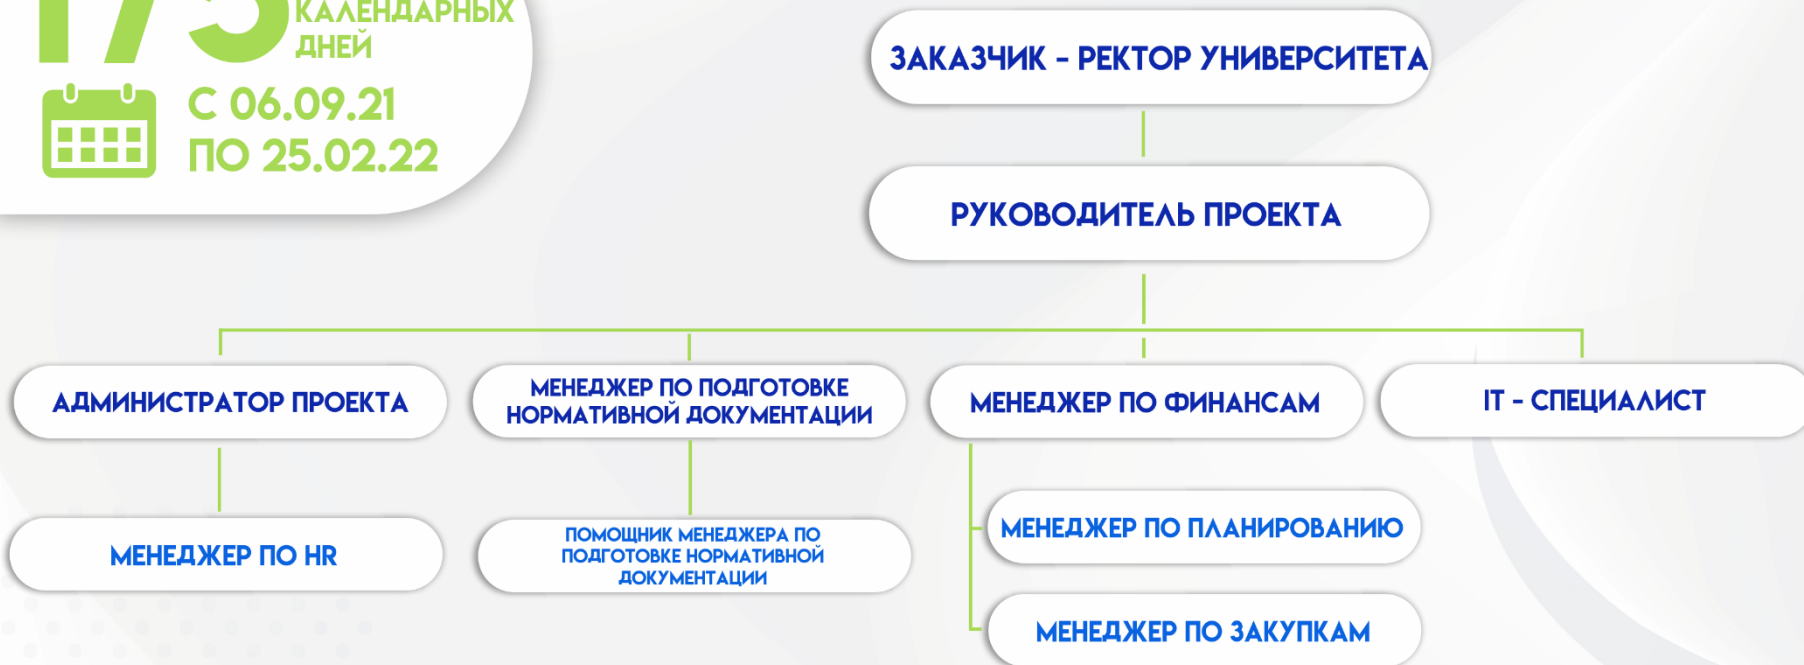 173
КАЛЕНДАРНЫХ
ДНЕЙ
С 06.09.21
ПО 25.02.22
ЗАКАЗЧИК - РЕКТОР УНИВЕРСИТЕТА
РУКОВОДИТЕЛЬ ПРОЕКТА
АДМИНИСТРАТОР ПРОЕКТА
МЕНЕДЖЕР ПО ПОДГОТОВКЕ
НОРМАТИВНОЙ ДОКУМЕНТАЦИИ
МЕНЕДЖЕР ПО ФИНАНСАМ
IT - СПЕЦИАЛИСТ
МЕНЕДЖЕР ПО HR
ПОМОЩНИК МЕНЕДЖЕРА ПО
ПОДГОТОВКЕ НОРМАТИВНОЙ
ДОКУМЕНТАЦИИ
МЕНЕДЖЕР ПО ПЛАНИРОВАНИЮ
МЕНЕДЖЕР ПО ЗАКУПКАМ